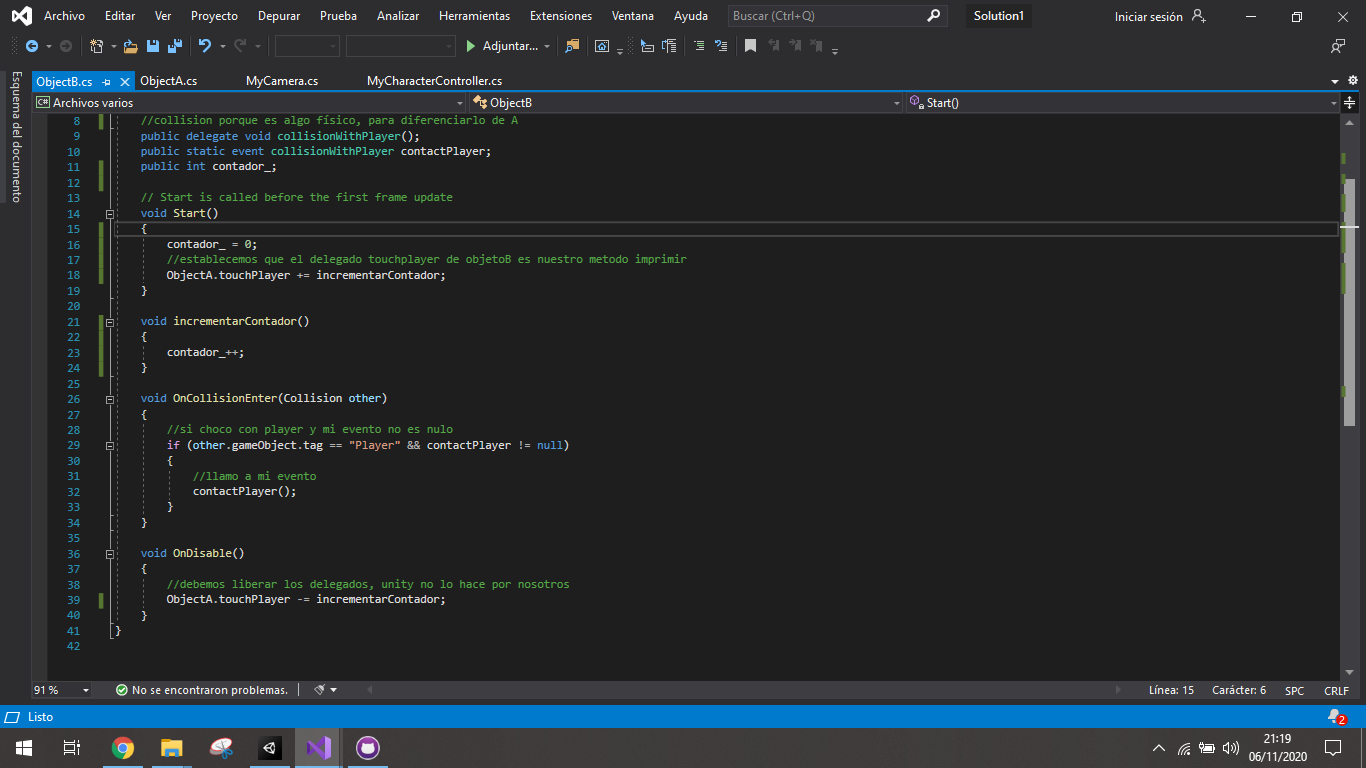 Archivo Editar Ver Proyecto Depurar Prueba Analizar Herramientas Extensiones Ventana Ayuda Buscar (Ctrl+Q) Solution1 Iniciar sesión
Adjuntar...
ObjectB.cs ObjectA.cs MyCamera.cs MyCharacterController.cs
Esquema del documento
C# Archivos varios ObjectB Start()
8 //collision porque es algo físico, para diferenciarlo de A
9 public delegate void collisionWithPlayer();
10 public static event collisionWithPlayer contactPlayer;
11 public int contador_;
12
13 // Start is called before the first frame update
14 void Start()
15 {
16 contador_ = 0;
17 //establecemos que el delegado touchplayer de objetoB es nuestro metodo imprimir
18 ObjectA.touchPlayer += incrementarContador;
19 }
20
21 void incrementarContador()
22 {
23 contador_++;
24 }
25
26 void OnCollisionEnter(Collision other)
27 {
28 //si choco con player y mi evento no es nulo
29 if (other.gameObject.tag == "Player" && contactPlayer != null)
30 {
31 //llamo a mi evento
32 contactPlayer();
33 }
34 }
35
36 void OnDisable()
37 {
38 //debemos liberar los delegados, unity no lo hace por nosotros
39 ObjectA.touchPlayer -= incrementarContador;
40 }
41 }
42
91 % No se encontraron problemas. Línea: 15 Carácter: 6 SPC CRLF
Listo 2
21:19
06/11/2020